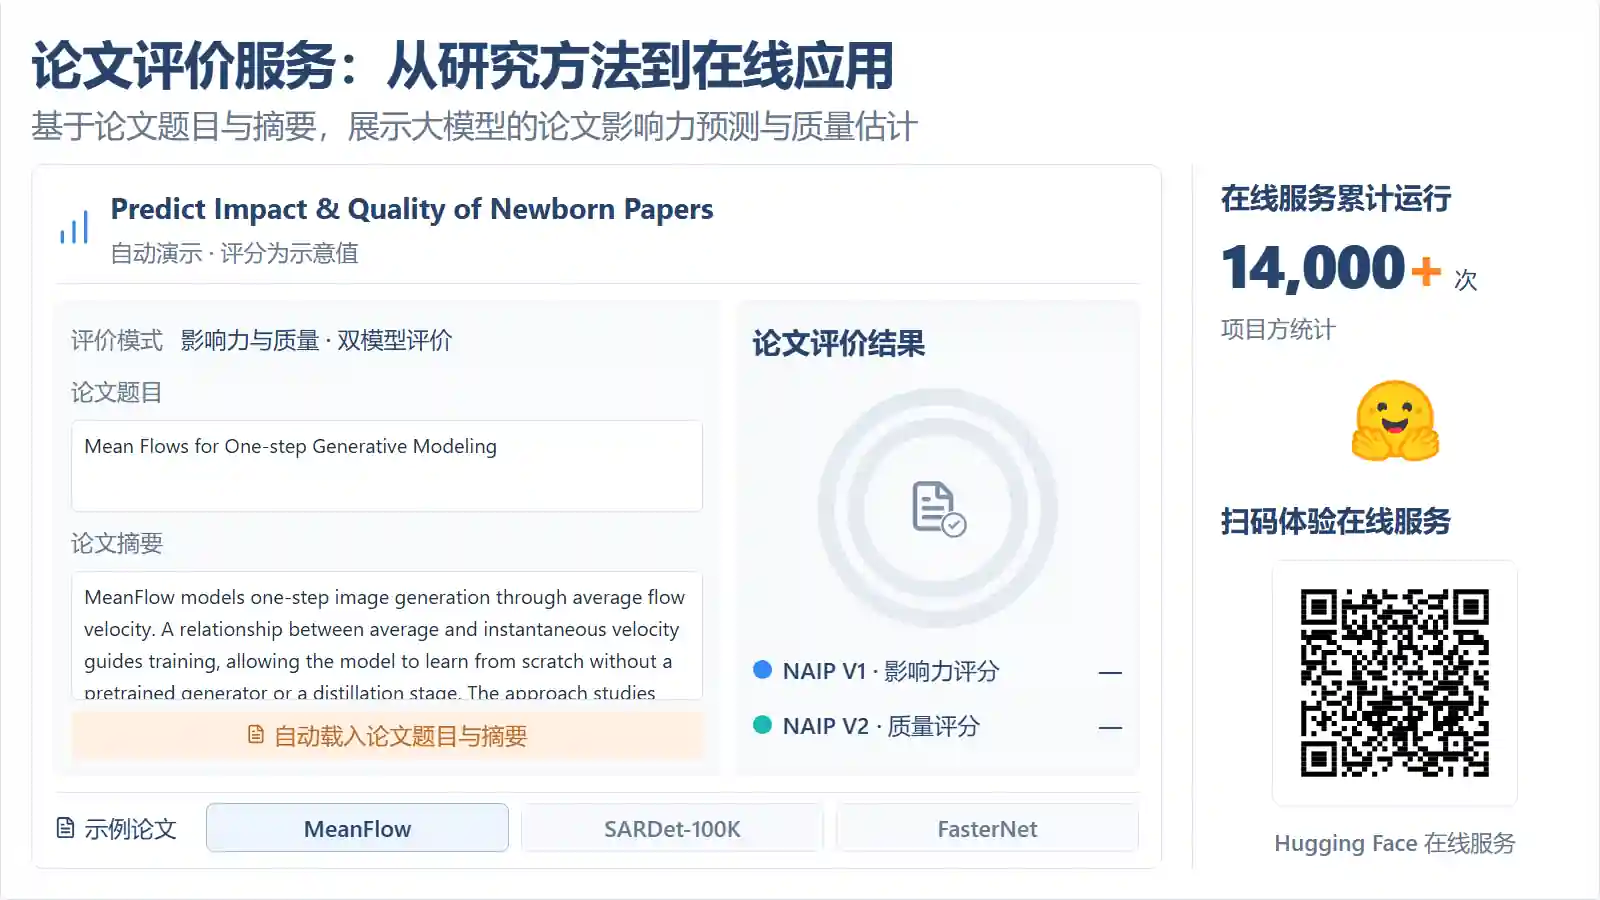 论文评价服务：从研究方法到在线应用
基于论文题目与摘要，展示大模型的论文影响力预测与质量估计
Predict Impact & Quality of Newborn Papers
自动演示 · 评分为示意值
评价模式 影响力与质量 · 双模型评价
论文题目
Mean Flows for One-step Generative Modeling
论文摘要
MeanFlow models one-step image generation through average flow
velocity. A relationship between average and instantaneous velocity
guides training, allowing the model to learn from scratch without a
pretrained generator or a distillation stage. The approach studies
自动载入论文题目与摘要
论文评价结果
NAIP V1 · 影响力评分 —
NAIP V2 · 质量评分 —
示例论文 MeanFlow SARDet-100K FasterNet
在线服务累计运行
14,000+ 次
项目方统计
扫码体验在线服务
Hugging Face 在线服务